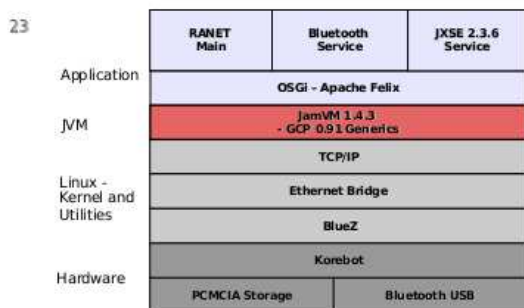 23
RANET
Main
Bluetooth
Service
JXSE 2.3.6
Service
Application
OSGi - Apache Felix
JVM
JamVM 1.4.3
- GCP 0.91 Generics
TCP/IP
Linux -
Kernel and
Utilities
Ethernet Bridge
BlueZ
Hardware
Korebot
PCMCIA Storage
Bluetooth USB